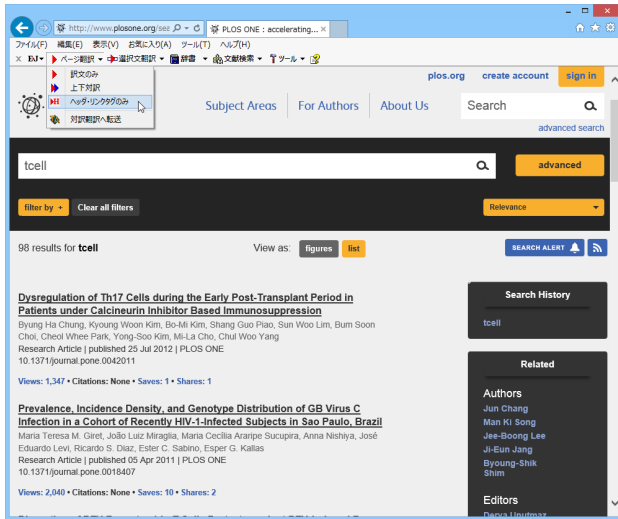 http://www.plosone.org/sea
PLOS ONE : accelerating...
ファイル(F) 編集(E) 表示(V) お気に入り(A) ツール(T) ヘルプ(H)
× EtJ ページ翻訳 選択文翻訳 辞書 文献検索 ツール
訳文のみ
上下対訳
ヘッダ・リンクタグのみ
対訳翻訳へ転送
plos.org create account sign in
Subject Areas For Authors About Us Search
advanced search
tcell advanced
filter by + Clear all filters Relevance
98 results for tcell View as: figures list SEARCH ALERT
Dysregulation of Th17 Cells during the Early Post-Transplant Period in
Patients under Calcineurin Inhibitor Based Immunosuppression
Byung Ha Chung, Kyoung Woon Kim, Bo-Mi Kim, Shang Guo Piao, Sun Woo Lim, Bum Soon
Choi, Cheol Whee Park, Yong-Soo Kim, Mi-La Cho, Chul Woo Yang
Research Article | published 25 Jul 2012 | PLOS ONE
10.1371/journal.pone.0042011
Views: 1,347 • Citations: None • Saves: 1 • Shares: 1
Prevalence, Incidence Density, and Genotype Distribution of GB Virus C
Infection in a Cohort of Recently HIV-1-Infected Subjects in Sao Paulo, Brazil
Maria Teresa M. Giret, João Luiz Miraglia, Maria Cecília Araripe Sucupira, Anna Nishiya, José
Eduardo Levi, Ricardo S. Diaz, Ester C. Sabino, Esper G. Kallas
Research Article | published 05 Apr 2011 | PLOS ONE
10.1371/journal.pone.0018407
Views: 2,040 • Citations: None • Saves: 10 • Shares: 2
Search History
tcell
Related
Authors
Jun Chang
Man Ki Song
Jee-Boong Lee
Ji-Eun Jang
Byoung-Shik
Shim
Editors
Derya Unutmaz